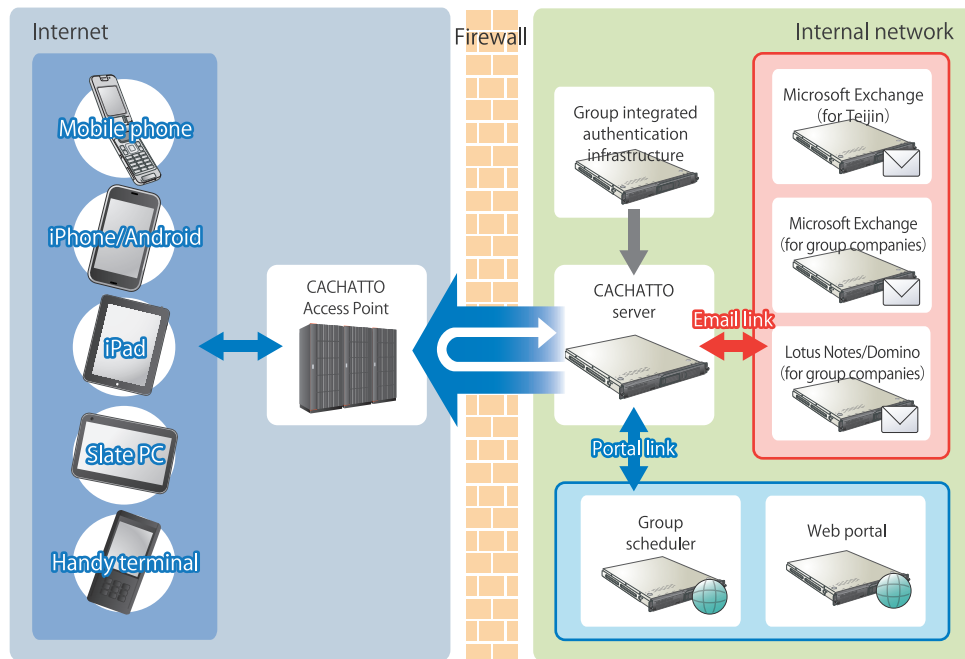 Internet
Firewall
Internal network
Mobile phone
iPhone/Android
iPad
Slate PC
Handy terminal
CACHATTO
Access Point
Group integrated
authentication
infrastructure
CACHATTO
server
Email link
Portal link
Microsoft Exchange
(for Teijin)
Microsoft Exchange
(for group companies)
Lotus Notes/Domino
(for group companies)
Group
scheduler
Web portal